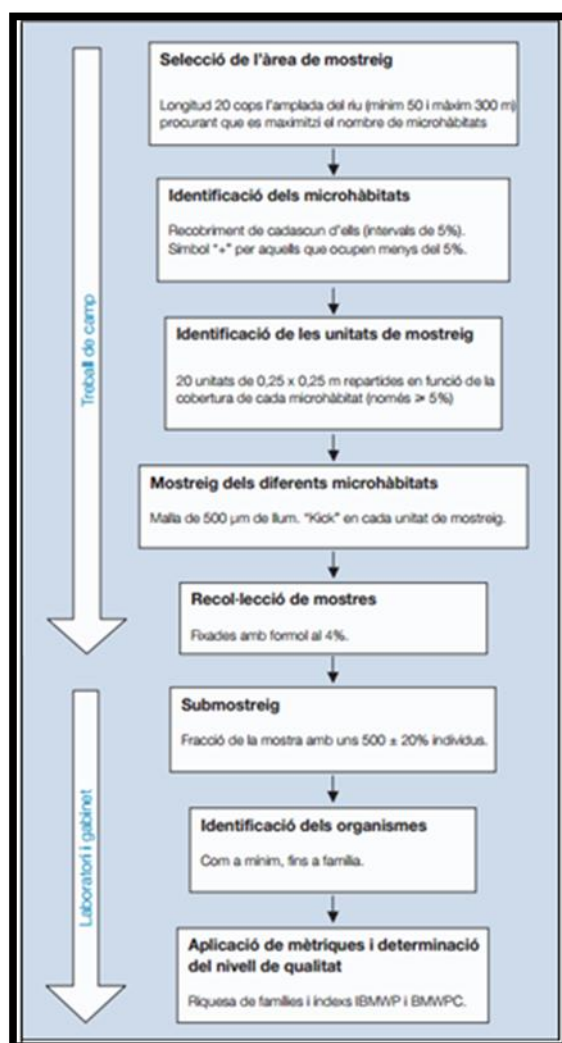 Selecció de l'àrea de mostreig
Longitud 20 cops l'amplada del riu (mínim 50 i màxim 300 m)
procurant que es maximitzi el nombre de microhàbitats
Identificació dels microhàbitats
Recobriment de cadascun d'ells (intervals de 5%).
Símbol "+" per aquells que ocupen menys del 5%.
Identificació de les unitats de mostreig
20 unitats de 0,25 x 0,25 m repartides en funció de la
cobertura de cada microhàbitat (només ≥ 5%)
Mostreig dels diferents microhàbitats
Malla de 500 µm de llum. "Kick" en cada unitat de mostreig.
Recol·lecció de mostres
Fixades amb formol al 4%.
Treball de camp
Submostreig
Fracció de la mostra amb uns 500 ± 20% individus.
Identificació dels organismes
Com a mínim, fins a família.
Aplicació de mètriques i determinació
del nivell de qualitat
Riquesa de famílies i índexs IBMWP i BMWPC.
Laboratori i gabinet